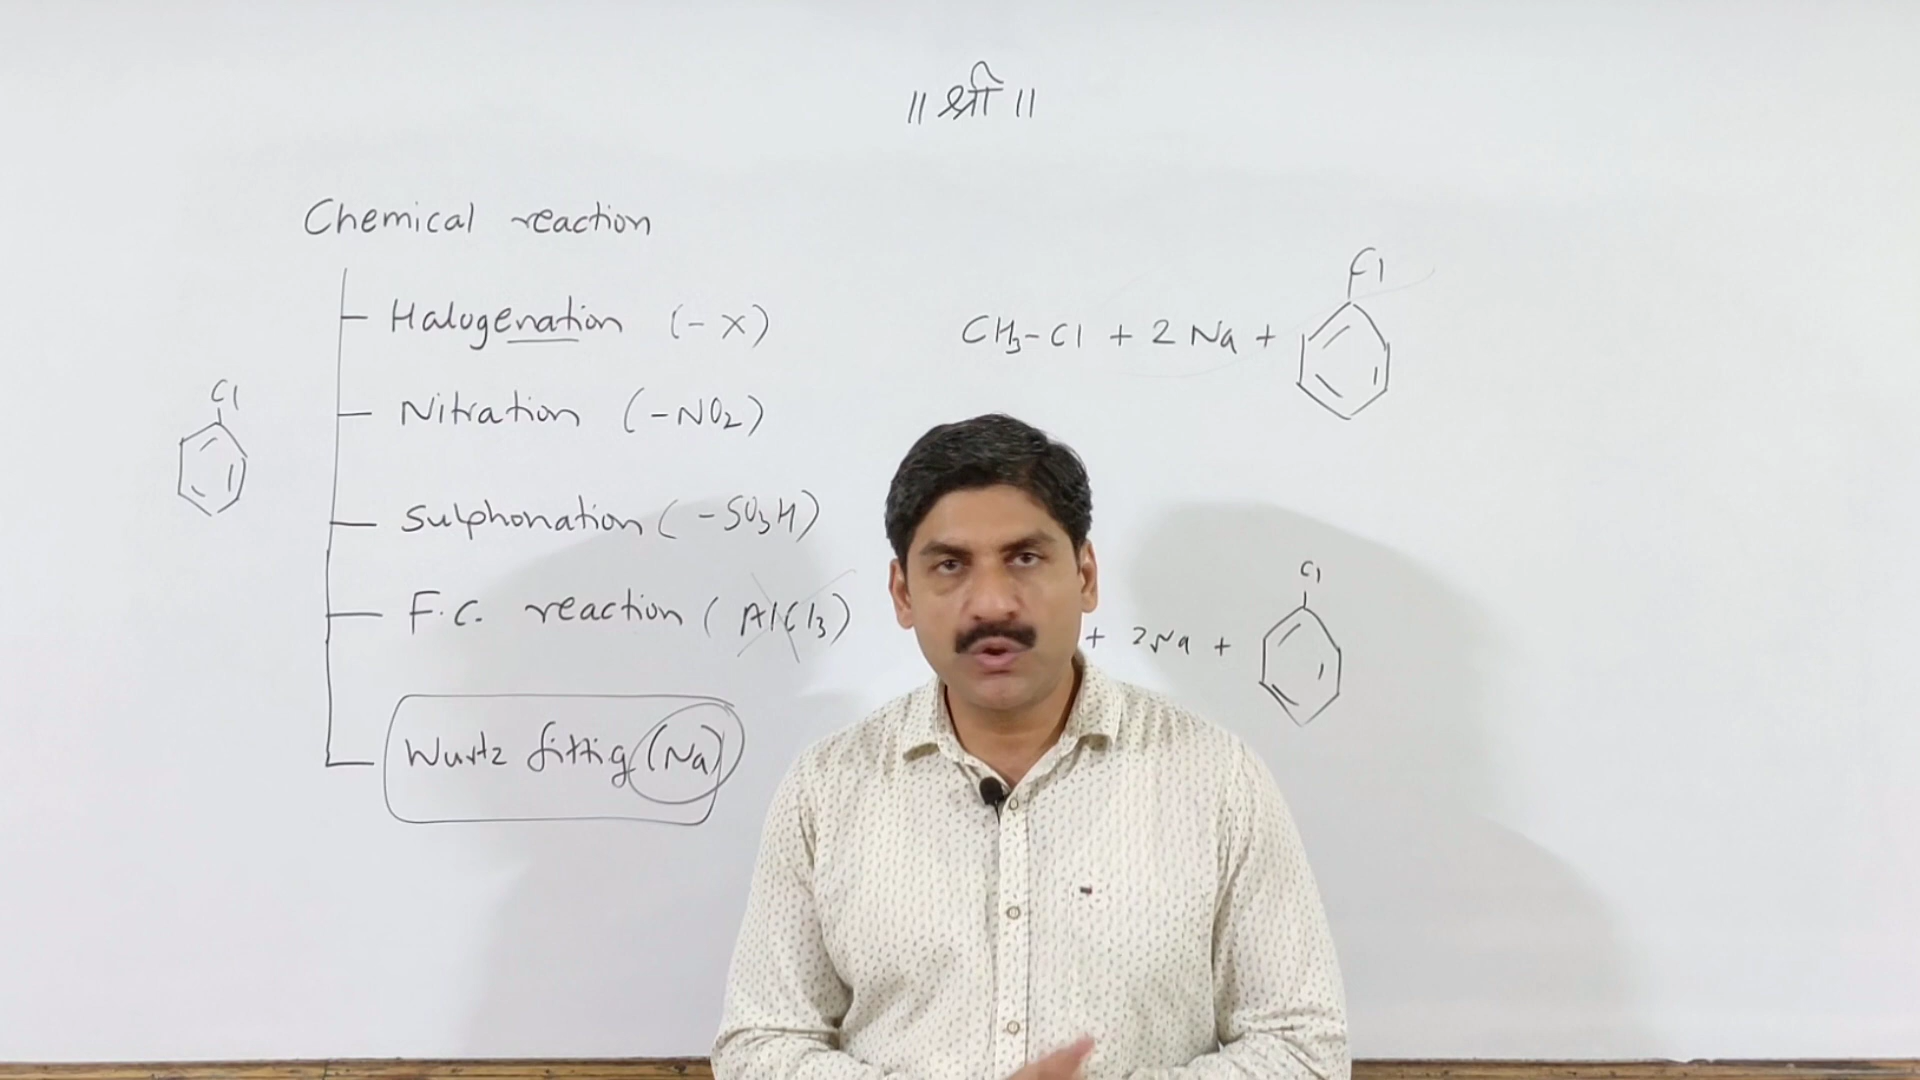 ॥ श्री ॥
Chemical reaction
Halogenation (-X)
Nitration (-NO₂)
Sulphonation (-SO₃H)
F.C. reaction (AlCl₃)
Wurtz fittig (Na)
Cl
CH₃-Cl + 2 Na +
Cl
+ 2Na +
Cl